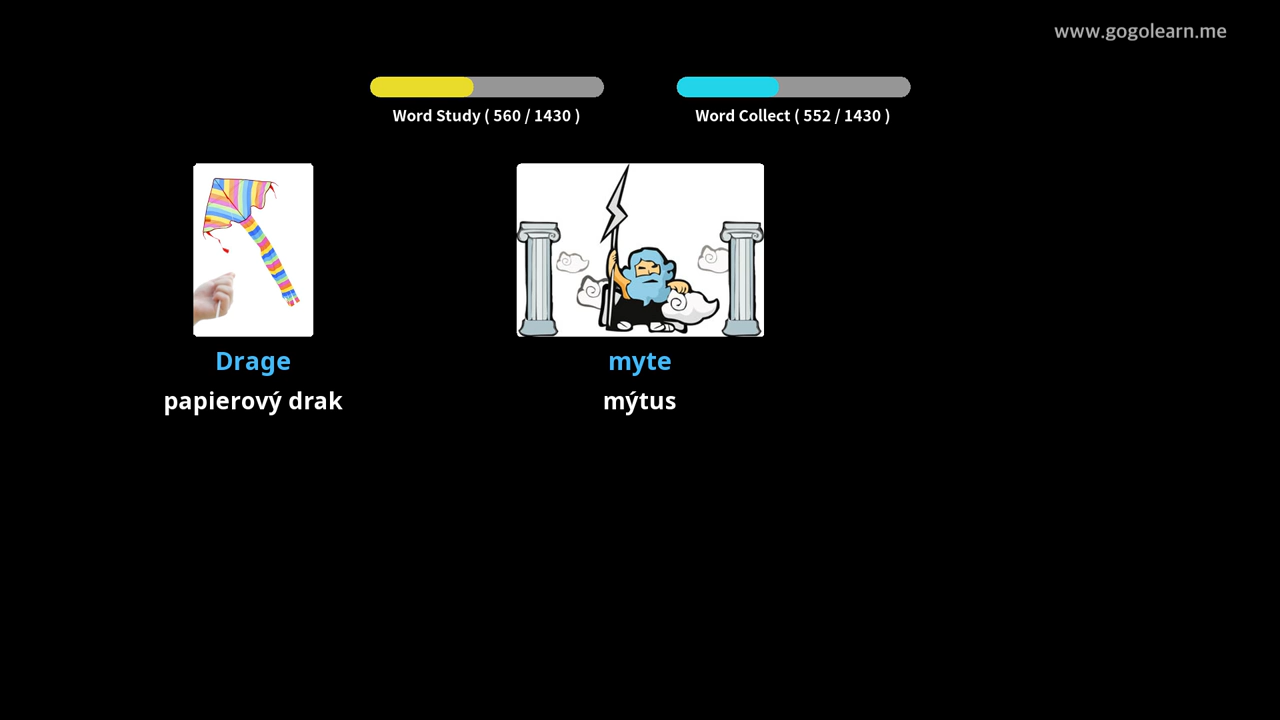 www.gogolearn.me
Word Study ( 560 / 1430 )
Word Collect ( 552 / 1430 )
Drage
papierový drak
myte
mýtus